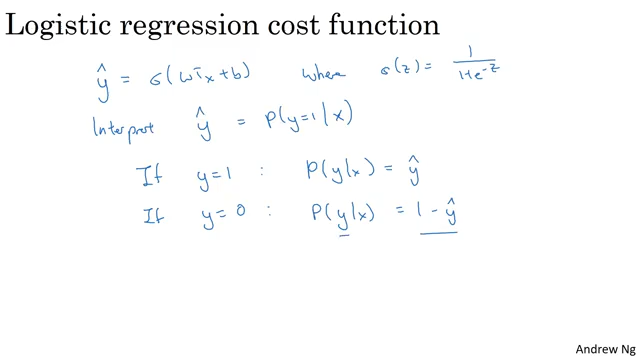 Logistic regression cost function
ŷ = σ(wᵀx + b) where σ(z) = 1/(1+e^-z)
Interpret ŷ = P(y=1|x)
If y=1 : P(y|x) = ŷ
If y=0 : P(y|x) = 1 - ŷ
Andrew Ng